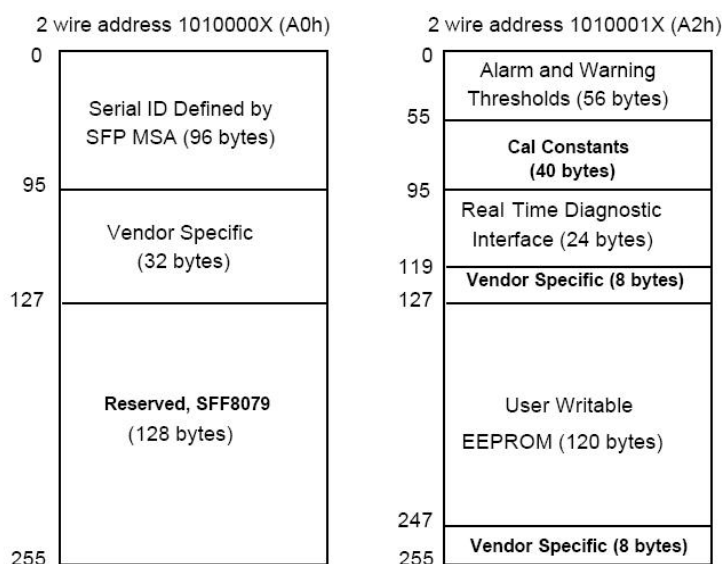 2 wire address 1010000X (A0h)
0
Serial ID Defined by
SFP MSA (96 bytes)
95
Vendor Specific
(32 bytes)
127
Reserved, SFF8079
(128 bytes)
255
2 wire address 1010001X (A2h)
0
Alarm and Warning
Thresholds (56 bytes)
55
Cal Constants
(40 bytes)
95
Real Time Diagnostic
Interface (24 bytes)
119
Vendor Specific (8 bytes)
127
User Writable
EEPROM (120 bytes)
247
Vendor Specific (8 bytes)
255